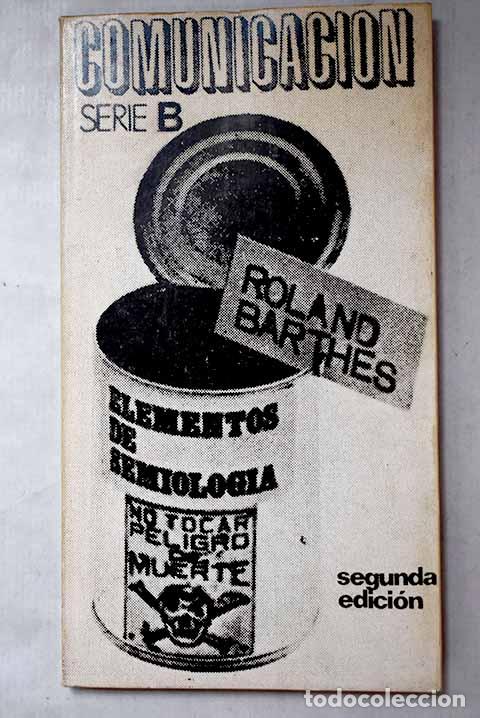 COMUNICACION
SERIE B
ROLAND
BARTHES
ELEMENTOS
DE
SEMIOLOGIA
NO TOCAR
PELIGRO
DE
MUERTE
segunda
edición
todocoleccion